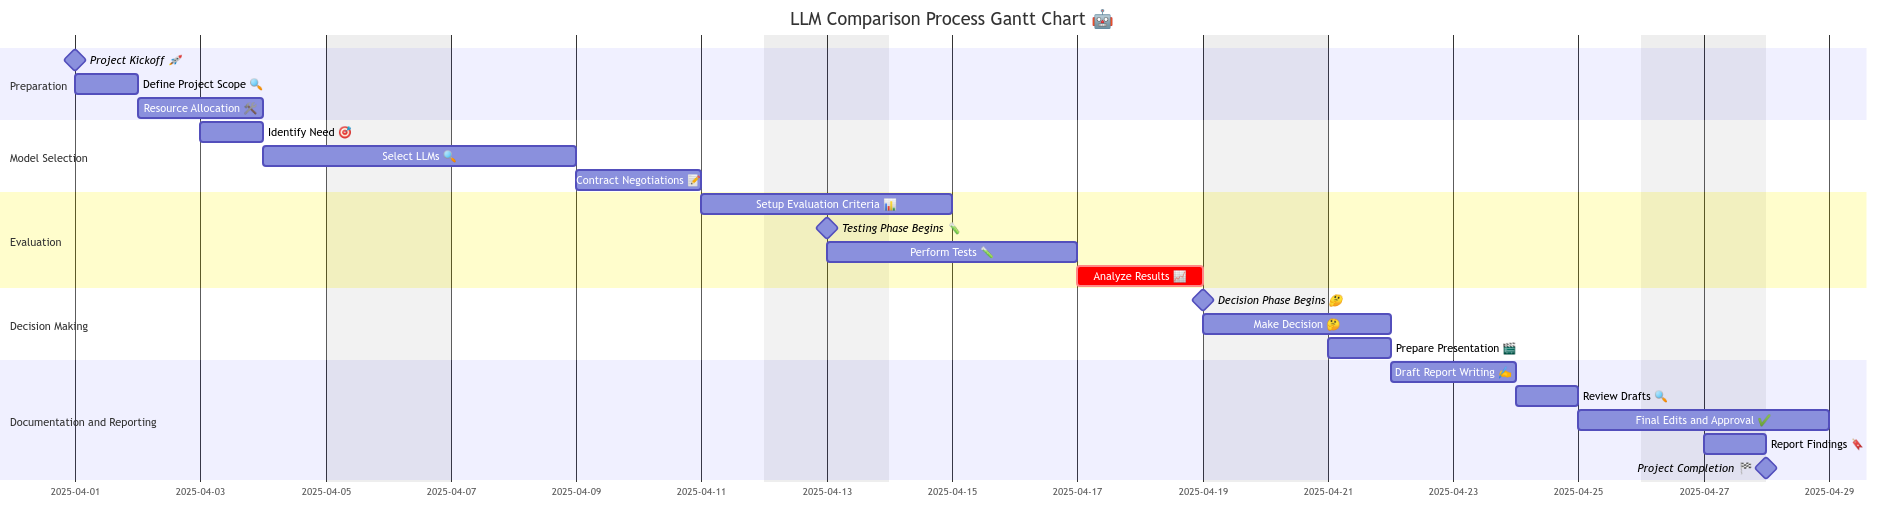 LLM Comparison Process Gantt Chart 🤖
Preparation
Project Kickoff 🚀
Define Project Scope 🔍
Resource Allocation 🛠️
Model Selection
Identify Need 🎯
Select LLMs 🔍
Contract Negotiations 📝
Evaluation
Setup Evaluation Criteria 📊
Testing Phase Begins 🧪
Perform Tests 🧪
Analyze Results 📈
Decision Making
Decision Phase Begins 🤔
Make Decision 🤔
Prepare Presentation 🎬
Documentation and Reporting
Draft Report Writing ✍️
Review Drafts 🔍
Final Edits and Approval ✔️
Report Findings 🔖
Project Completion 🏁
2025-04-01 2025-04-03 2025-04-05 2025-04-07 2025-04-09 2025-04-11 2025-04-13 2025-04-15 2025-04-17 2025-04-19 2025-04-21 2025-04-23 2025-04-25 2025-04-27 2025-04-29